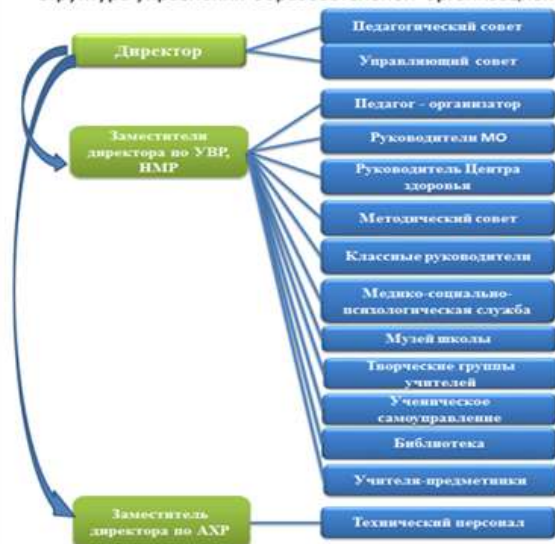 Директор
Педагогический совет
Управляющий совет
Заместители
директора по УВР,
НМР
Педагог - организатор
Руководители МО
Руководитель Центра
здоровья
Методический совет
Классные руководители
Медико-социально-
психологическая служба
Музей школы
Творческие группы
учителей
Ученическое
самоуправление
Библиотека
Учителя-предметники
Заместитель
директора по АХР
Технический персонал